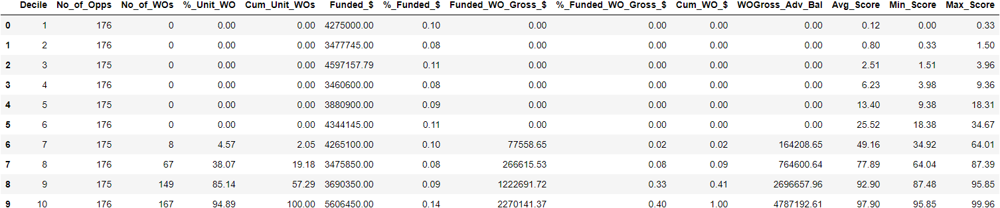 Decile No_of_Opps No_of_WOs %_Unit_WO Cum_Unit_WOs Funded_$ %_Funded_$ Funded_WO_Gross_$ %_Funded_WO_Gross_$ Cum_WO_$ WOGross_Adv_Bal Avg_Score Min_Score Max_Score
0 1 176 0 0.00 0.00 4275000.00 0.10 0.00 0.00 0.00 0.00 0.12 0.00 0.33
1 2 176 0 0.00 0.00 3477745.00 0.08 0.00 0.00 0.00 0.00 0.80 0.33 1.50
2 3 175 0 0.00 0.00 4597157.79 0.11 0.00 0.00 0.00 0.00 2.51 1.51 3.96
3 4 176 0 0.00 0.00 3460600.00 0.08 0.00 0.00 0.00 0.00 6.23 3.98 9.36
4 5 175 0 0.00 0.00 3880900.00 0.09 0.00 0.00 0.00 0.00 13.40 9.38 18.31
5 6 176 0 0.00 0.00 4344145.00 0.11 0.00 0.00 0.00 0.00 25.52 18.38 34.67
6 7 175 8 4.57 2.05 4265100.00 0.10 77558.65 0.02 0.02 164208.65 49.16 34.92 64.01
7 8 176 67 38.07 19.18 3475850.00 0.08 266615.53 0.08 0.09 764600.64 77.89 64.04 87.39
8 9 175 149 85.14 57.29 3690350.00 0.09 1222691.72 0.33 0.41 2696657.96 92.90 87.48 95.85
9 10 176 167 94.89 100.00 5606450.00 0.14 2270141.37 0.40 1.00 4787192.61 97.90 95.85 99.96